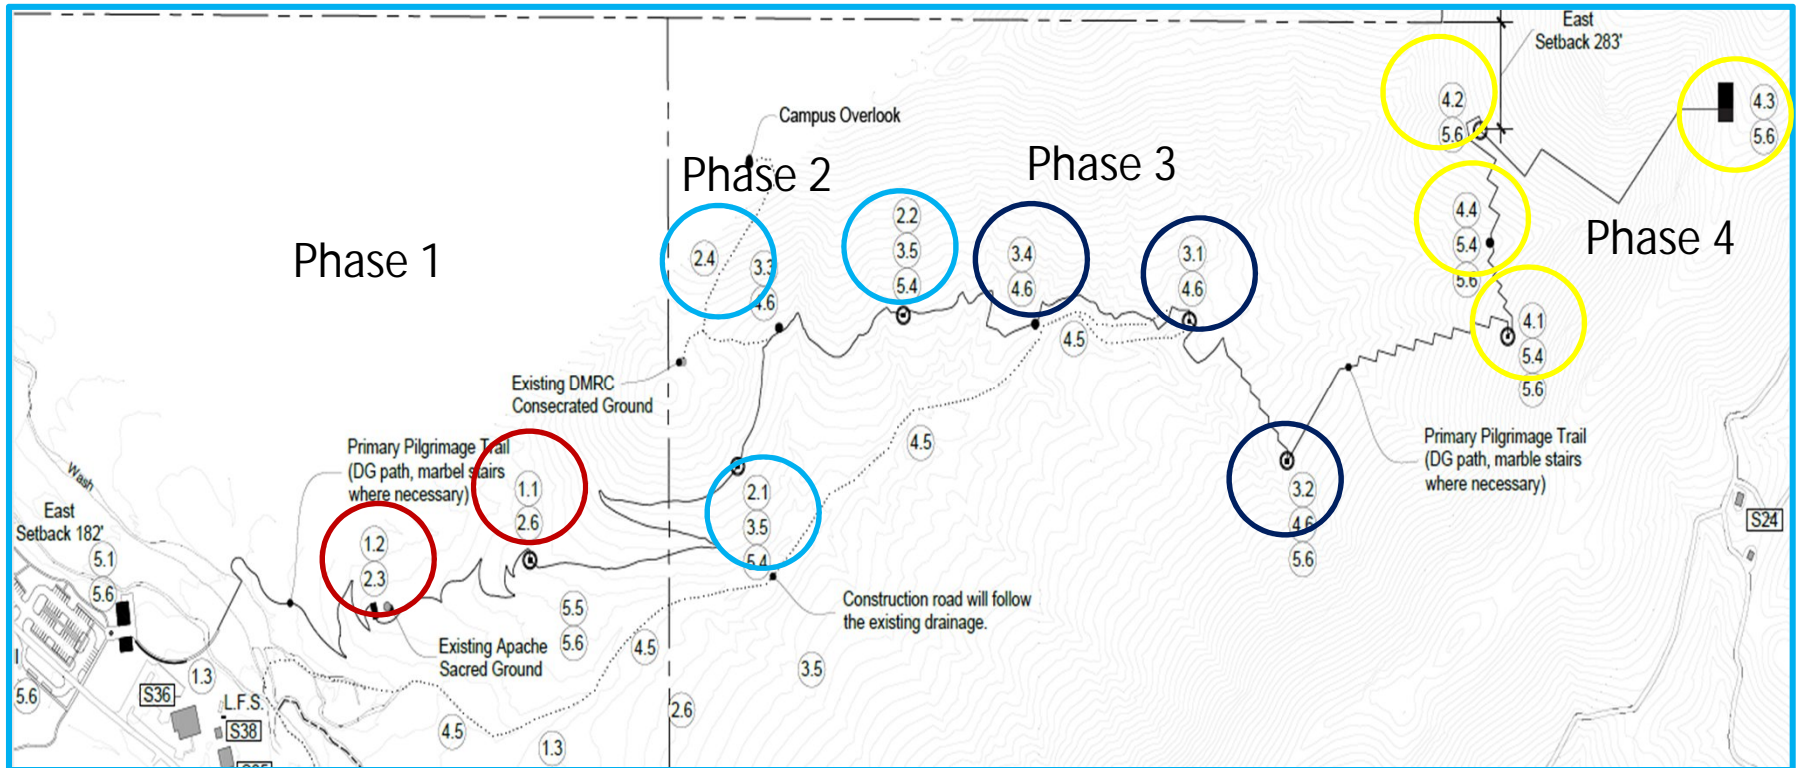 East
Setback 283'
4.2
5.6
4.3
5.6
Campus Overlook
Phase 2
Phase 3
Phase 4
Phase 1
2.4
3.3
4.6
2.2
3.5
5.4
3.4
4.6
3.1
4.6
4.4
5.4
5.6
4.5
4.1
5.4
5.6
Existing DMRC
Consecrated Ground
Primary Pilgrimage Trail
(DG path, marbel stairs
where necessary)
4.5
Primary Pilgrimage Trail
(DG path, marble stairs
where necessary)
Wash
1.1
2.6
2.1
3.5
5.4
3.2
4.6
5.6
S24
East
Setback 182'
5.1
5.6
1.2
2.3
Construction road will follow
the existing drainage.
5.5
5.6
Existing Apache
Sacred Ground
4.5
3.5
1.3
5.6
S36
L.F.S.
S38
2.6
4.5
1.3